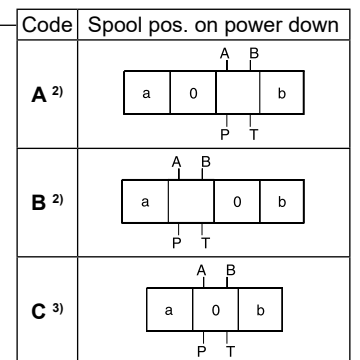 Code Spool pos. on power down
A B
A 2) a 0 b
P T
A B
B 2) a 0 b
P T
A B
C 3) a 0 b
P T